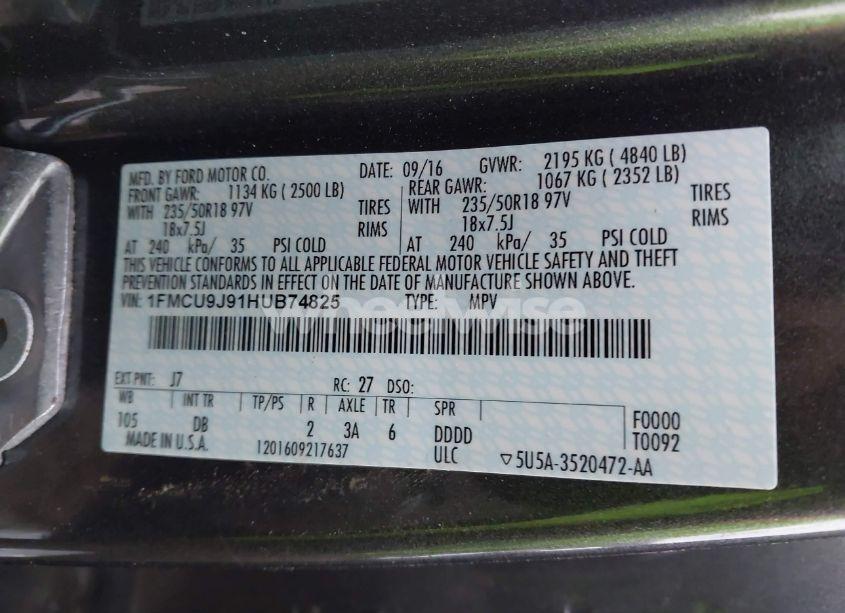 MFD. BY FORD MOTOR CO. DATE: 09/16 GVWR: 2195 KG ( 4840 LB)
FRONT GAWR: 1134 KG ( 2500 LB) REAR GAWR: 1067 KG ( 2352 LB)
WITH 235/50R18 97V TIRES WITH 235/50R18 97V TIRES
18x7.5J RIMS 18x7.5J RIMS
AT 240 kPa/ 35 PSI COLD AT 240 kPa/ 35 PSI COLD
THIS VEHICLE CONFORMS TO ALL APPLICABLE FEDERAL MOTOR VEHICLE SAFETY AND THEFT
PREVENTION STANDARDS IN EFFECT ON THE DATE OF MANUFACTURE SHOWN ABOVE.
VIN: 1FMCU9J91HUB74825 TYPE: MPV
wheelwise
EXT PNT: J7 RC: 27 DSO:
WB INT TR TP/PS R AXLE TR SPR F0000
105 DB 2 3A 6 DDDD T0092
MADE IN U.S.A. 1201609217637 ULC ▽5U5A-3520472-AA